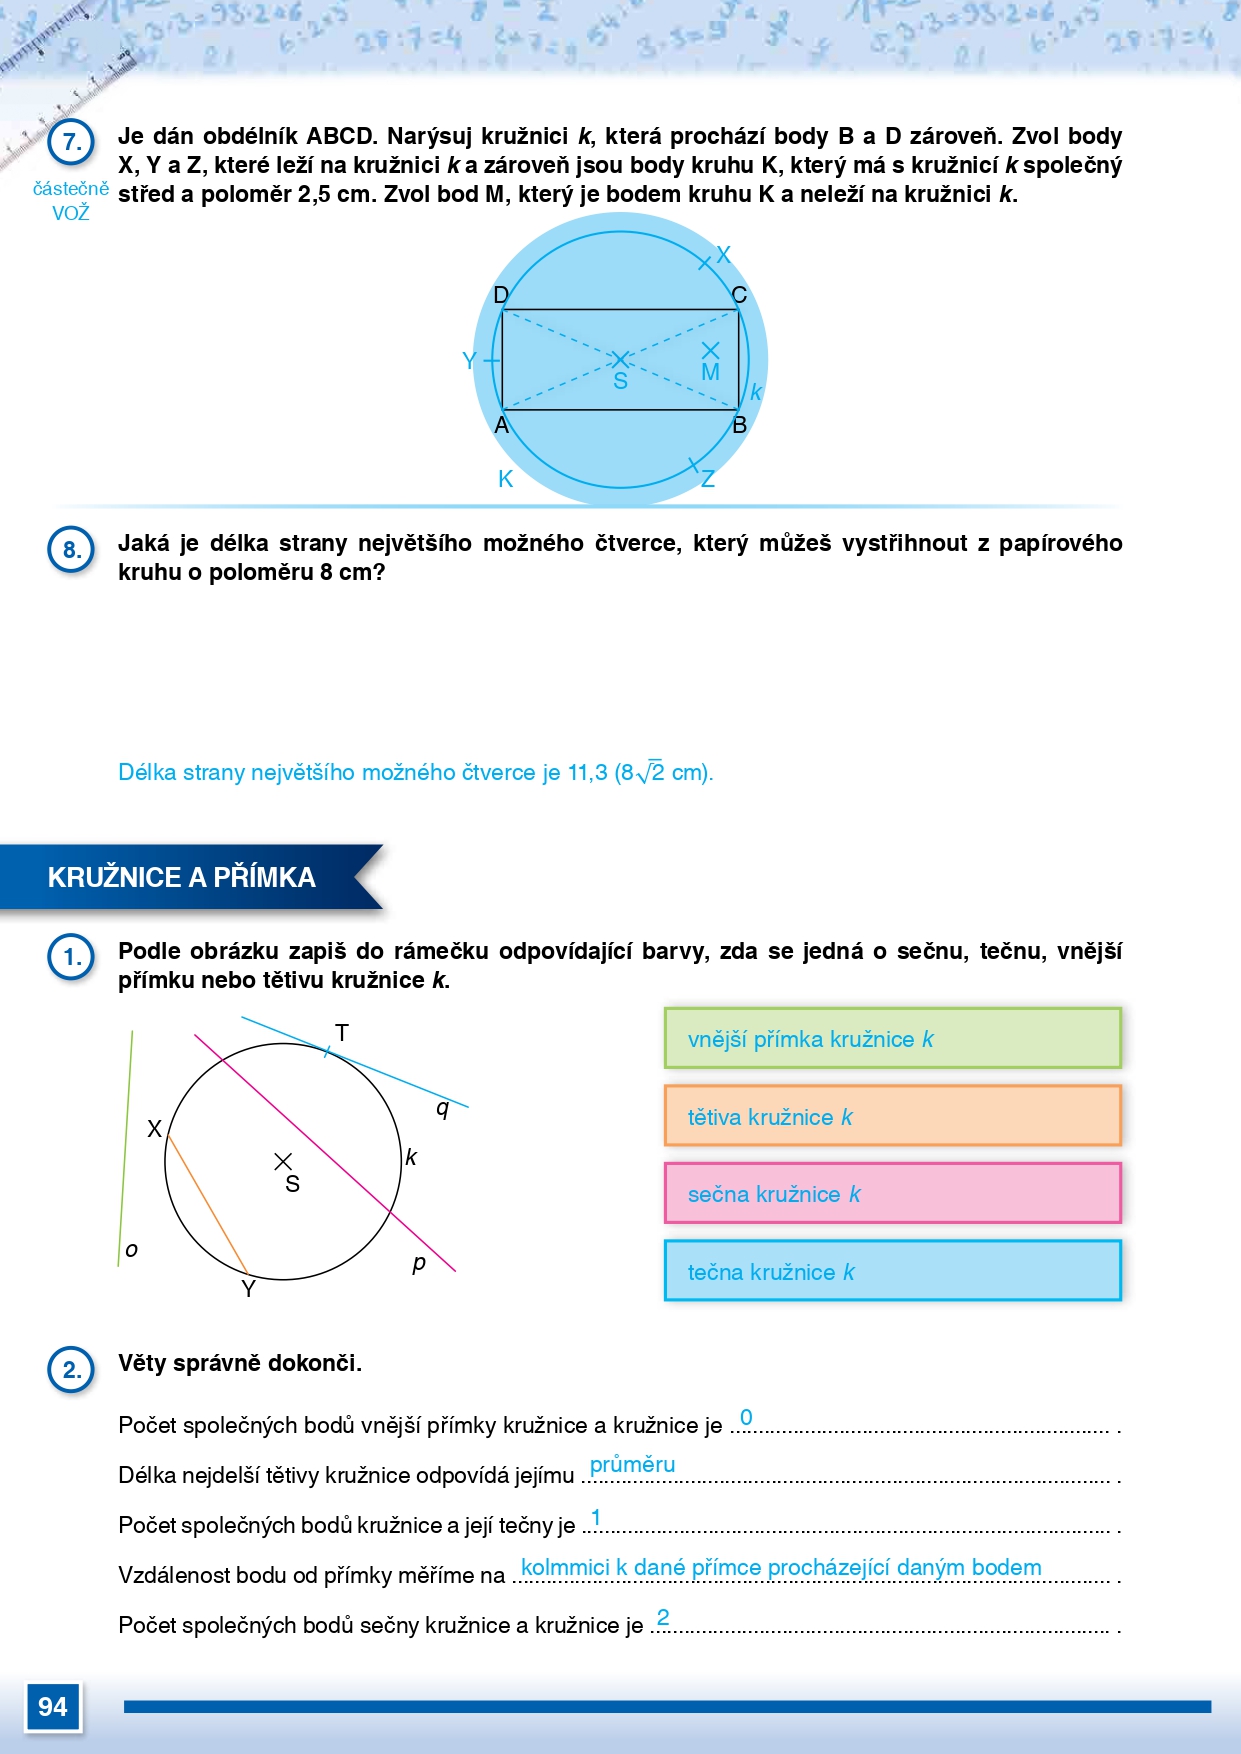 7.
Je dán obdélník ABCD. Narýsuj kružnici k, která prochází body B a D zároveň. Zvol body
X, Y a Z, které leží na kružnici k a zároveň jsou body kruhu K, který má s kružnicí k společný
střed a poloměr 2,5 cm. Zvol bod M, který je bodem kruhu K a neleží na kružnici k.
částečně
VOŽ
X
D
C
Y
S
M
k
A
B
K
Z
8.
Jaká je délka strany největšího možného čtverce, který můžeš vystřihnout z papírového
kruhu o poloměru 8 cm?
Délka strany největšího možného čtverce je 11,3 (8√2 cm).
KRUŽNICE A PŘÍMKA
1.
Podle obrázku zapiš do rámečku odpovídající barvy, zda se jedná o sečnu, tečnu, vnější
přímku nebo tětivu kružnice k.
T
q
X
k
S
o
p
Y
vnější přímka kružnice k
tětiva kružnice k
sečna kružnice k
tečna kružnice k
2.
Věty správně dokonči.
Počet společných bodů vnější přímky kružnice a kružnice je 0 .
Délka nejdelší tětivy kružnice odpovídá jejímu průměru .
Počet společných bodů kružnice a její tečny je 1 .
Vzdálenost bodu od přímky měříme na kolmmici k dané přímce procházející daným bodem .
Počet společných bodů sečny kružnice a kružnice je 2 .
94